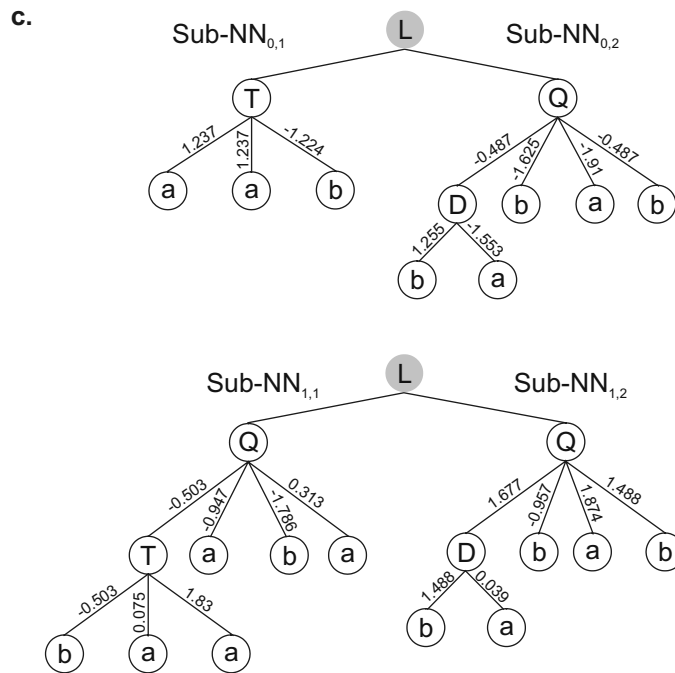 c.
Sub-NN0,1 L Sub-NN0,2
T Q
1.237 1.237 -1.224 -0.487 -1.625 -1.91 -0.487
a a b D b a b
1.255 -1.553
b a
Sub-NN1,1 L Sub-NN1,2
Q Q
-0.503 -0.947 -1.786 0.313 1.677 -0.957 1.874 1.488
T a b a D b a b
-0.503 0.075 1.83 1.488 0.039
b a a b a